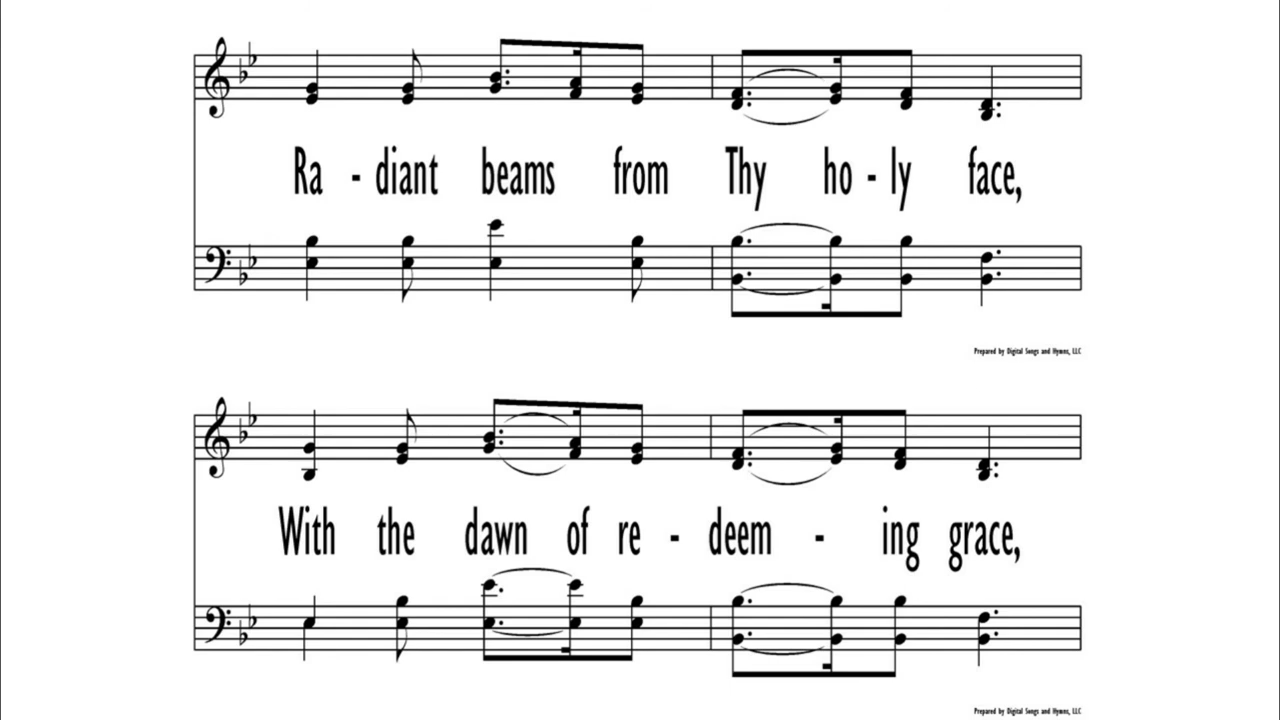 Ra - diant beams from Thy ho - ly face,
Prepared by Digital Songs and Hymns, LLC
With the dawn of re - deem - ing grace,
Prepared by Digital Songs and Hymns, LLC